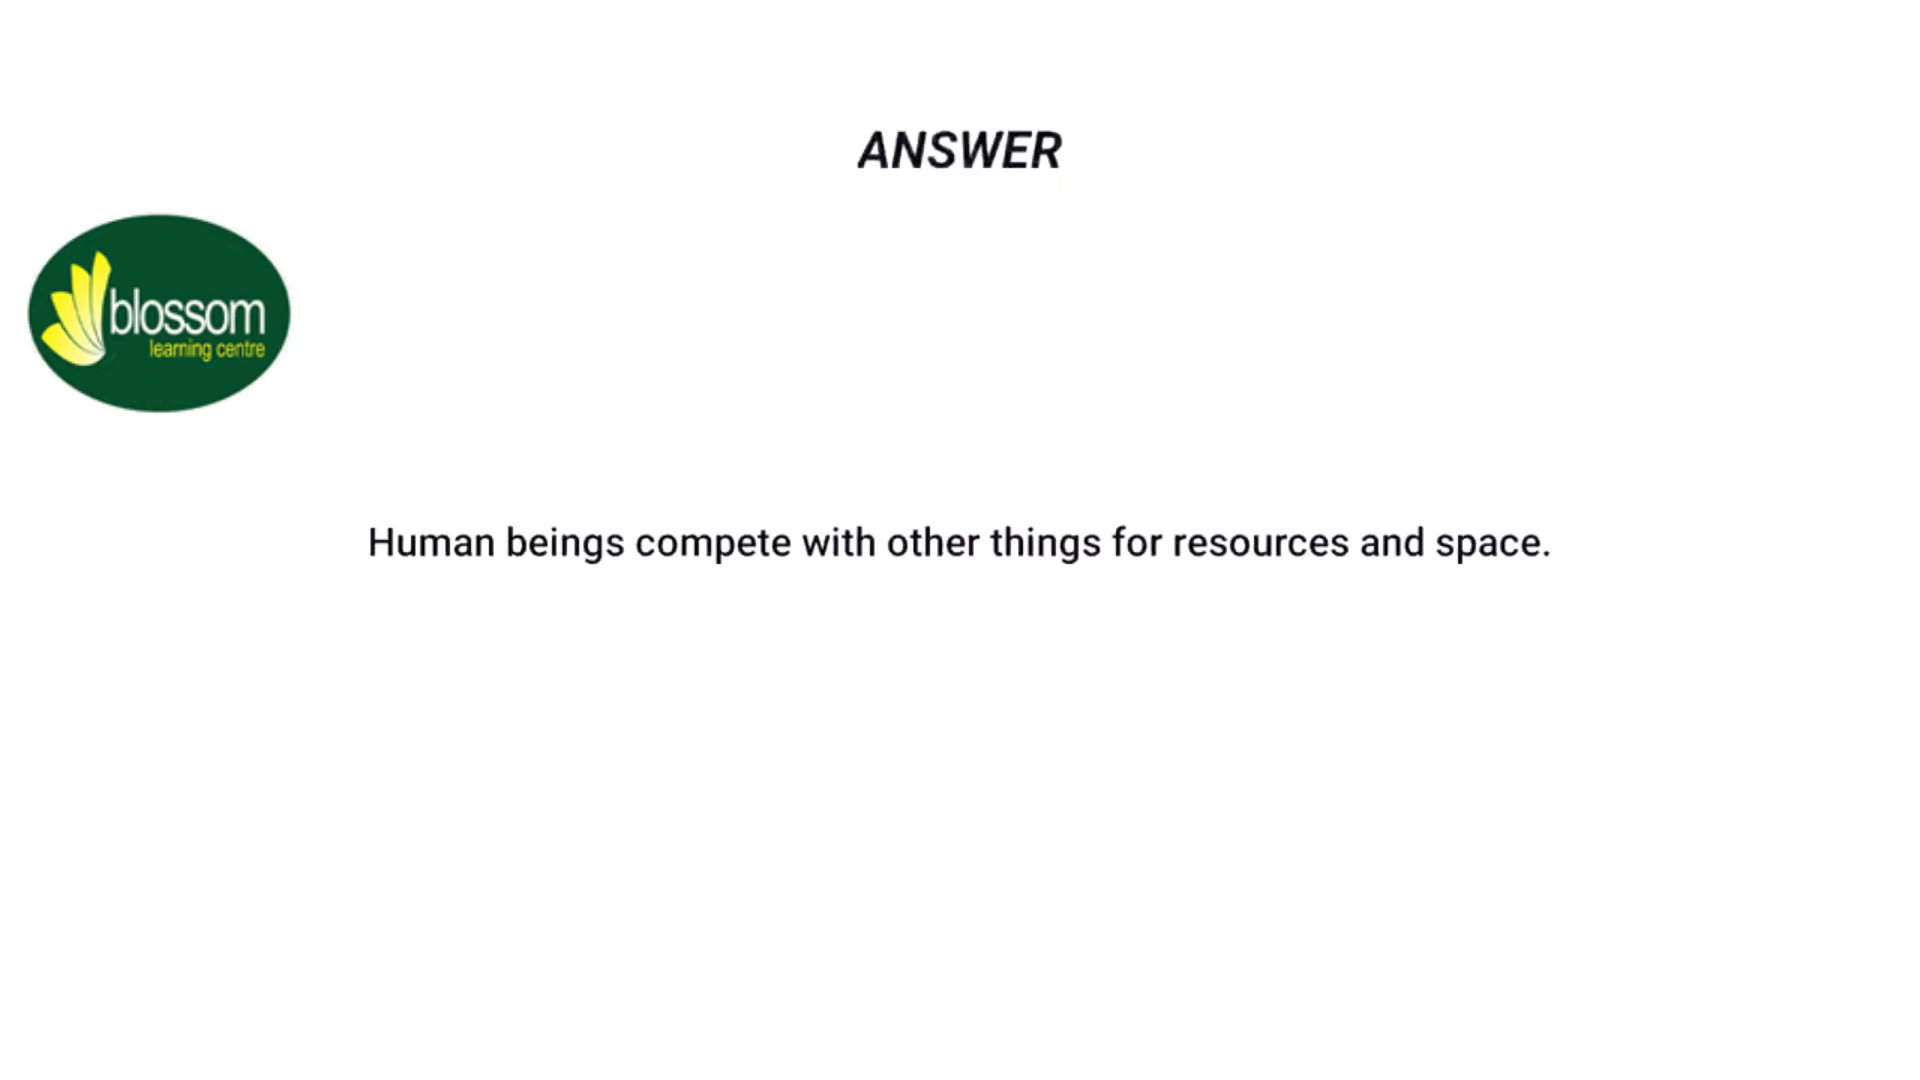 ANSWER
blossom
learning centre
Human beings compete with other things for resources and space.